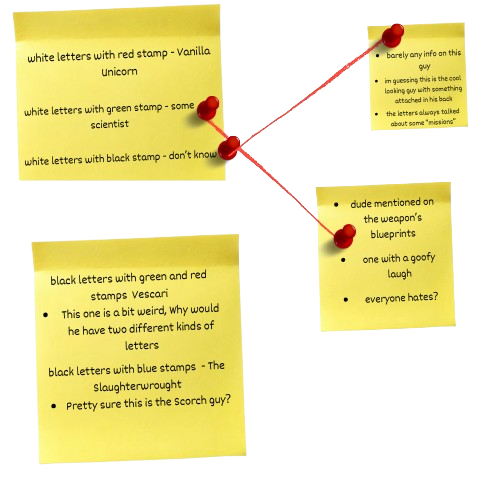 white letters with red stamp - Vanilla
Unicorn
white letters with green stamp - some
scientist
white letters with black stamp - don't know
• barely any info on this
guy
• im guessing this is the cool
looking guy with something
attached in his back
• the letters always talked
about some "missions"
• dude mentioned on
the weapon's
blueprints
• one with a goofy
laugh
• everyone hates?
black letters with green and red
stamps Vescari
• This one is a bit weird, Why would
he have two different kinds of
letters
black letters with blue stamps - The
Slaughterwrought
• Pretty sure this is the Scorch guy?